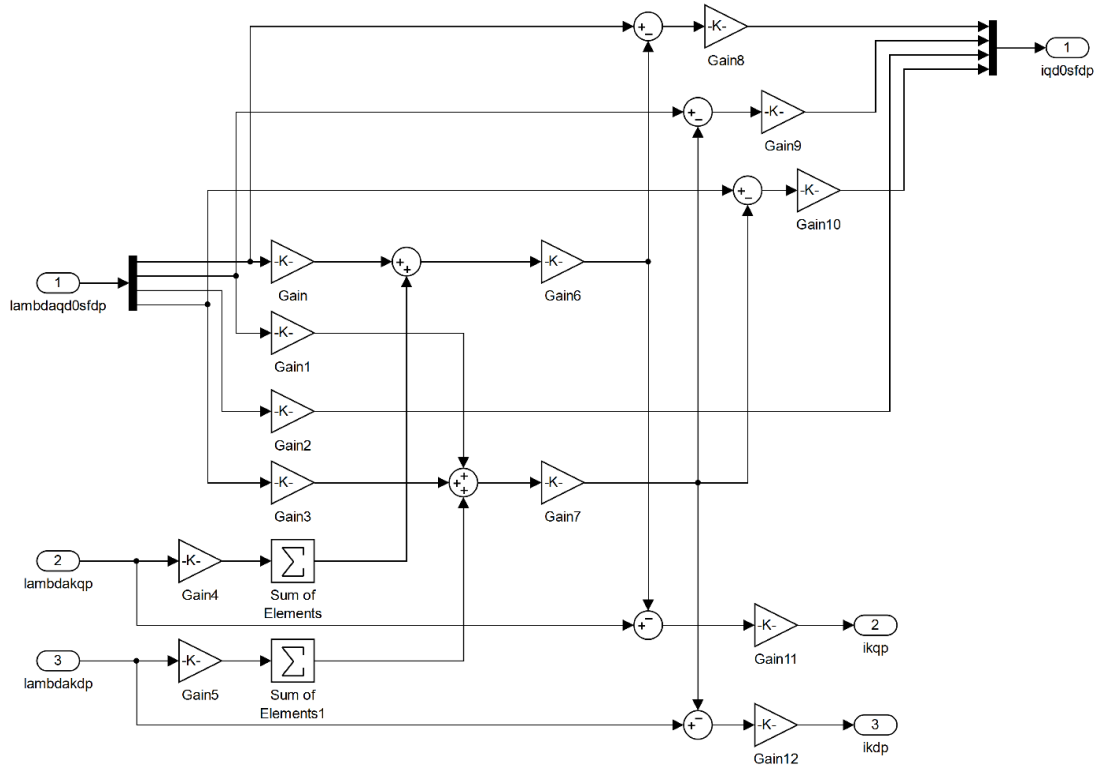 -K-
Gain8
1
iqd0sfdp
+
−
-K-
Gain9
+
−
-K-
Gain10
+
−
1
lambdaqd0sfdp
-K-
Gain
+
+
-K-
Gain6
-K-
Gain1
-K-
Gain2
-K-
Gain3
+
+
+
-K-
Gain7
2
lambdakqp
-K-
Gain4
Sum of
Elements
+
−
-K-
Gain11
2
ikqp
3
lambdakdp
-K-
Gain5
Sum of
Elements1
+
−
-K-
Gain12
3
ikdp